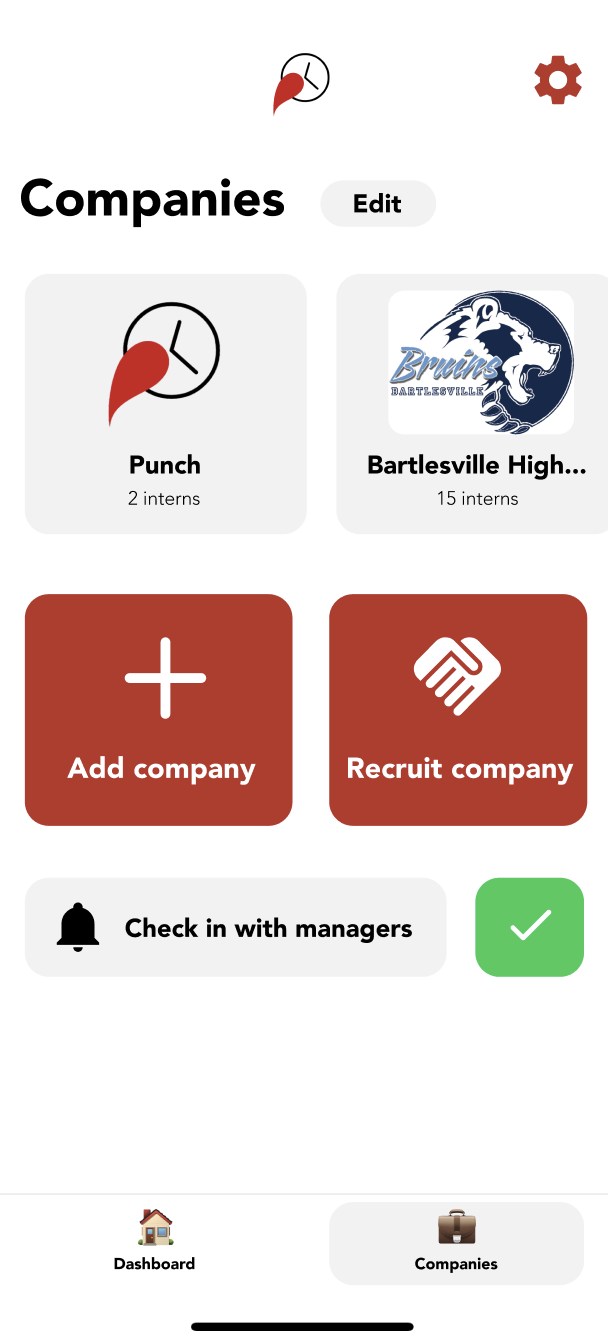 Companies
Edit
Bruins
BARTLESVILLE
Punch
2 interns
Bartlesville High...
15 interns
Add company
Recruit company
Check in with managers
Dashboard
Companies